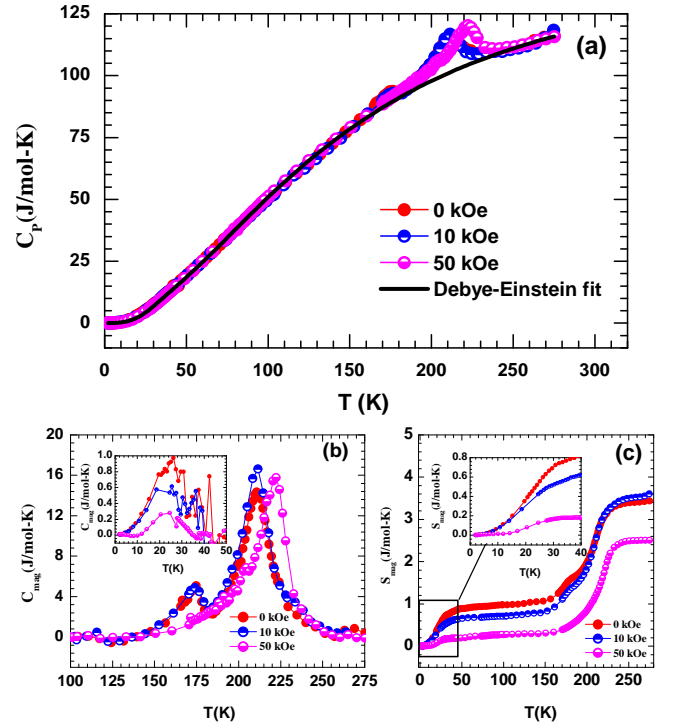 (a)
125
100
75
50
25
0
C_P (J/mol-K)
0 kOe
10 kOe
50 kOe
Debye-Einstein fit
0 50 100 150 200 250 300
T (K)
(b)
20
16
12
8
4
0
C_mag (J/mol-K)
1.0
0.8
0.6
0.4
0.2
0.0
C_mag (J/mol-K)
0 10 20 30 40 50
T(K)
0 kOe
10 kOe
50 kOe
100 125 150 175 200 225 250 275
T(K)
(c)
5
4
3
2
1
0
S_mag (J/mol-K)
0.8
0.6
0.4
0.2
0.0
S_mag (J/mol-K)
0 10 20 30 40
T(K)
0 kOe
10 kOe
50 kOe
0 50 100 150 200 250
T(K)